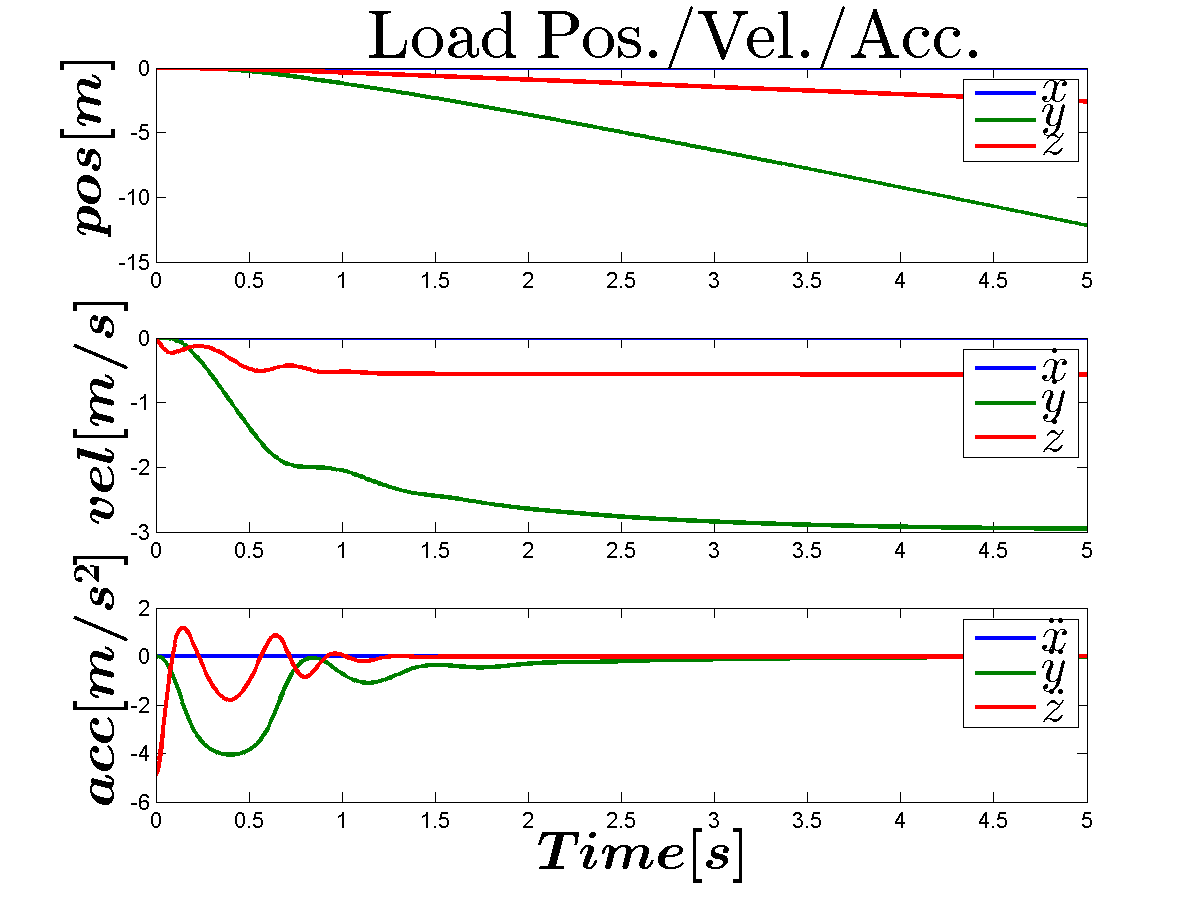 Load Pos./Vel./Acc.
pos[m]
0
-5
-10
-15
x
y
z
0 0.5 1 1.5 2 2.5 3 3.5 4 4.5 5
vel[m/s]
0
-1
-2
-3
ẋ
ẏ
ż
0 0.5 1 1.5 2 2.5 3 3.5 4 4.5 5
acc[m/s²]
2
0
-2
-4
-6
ẍ
ÿ
z̈
0 0.5 1 1.5 2 2.5 3 3.5 4 4.5 5
Time[s]